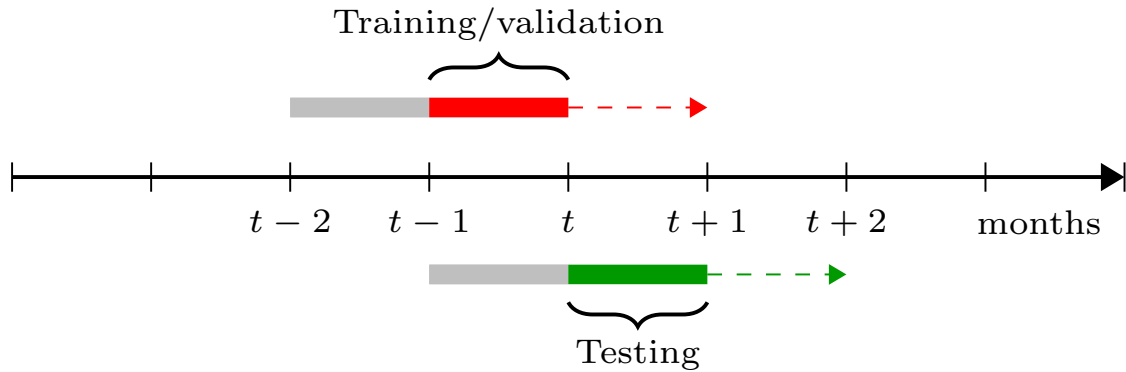 Training/validation
t − 2 t − 1 t t + 1 t + 2 months
Testing